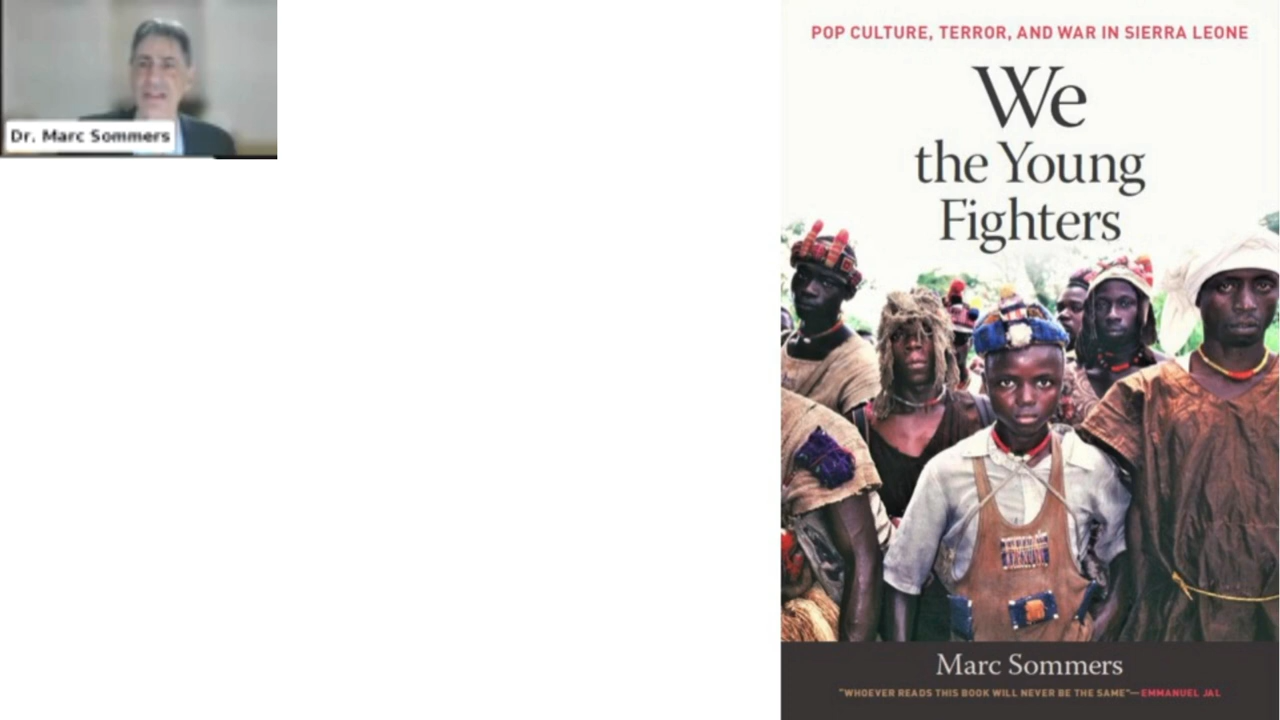 Dr. Marc Sommers
POP CULTURE, TERROR, AND WAR IN SIERRA LEONE
We
the Young
Fighters
Marc Sommers
"WHOEVER READS THIS BOOK WILL NEVER BE THE SAME"—EMMANUEL JAL